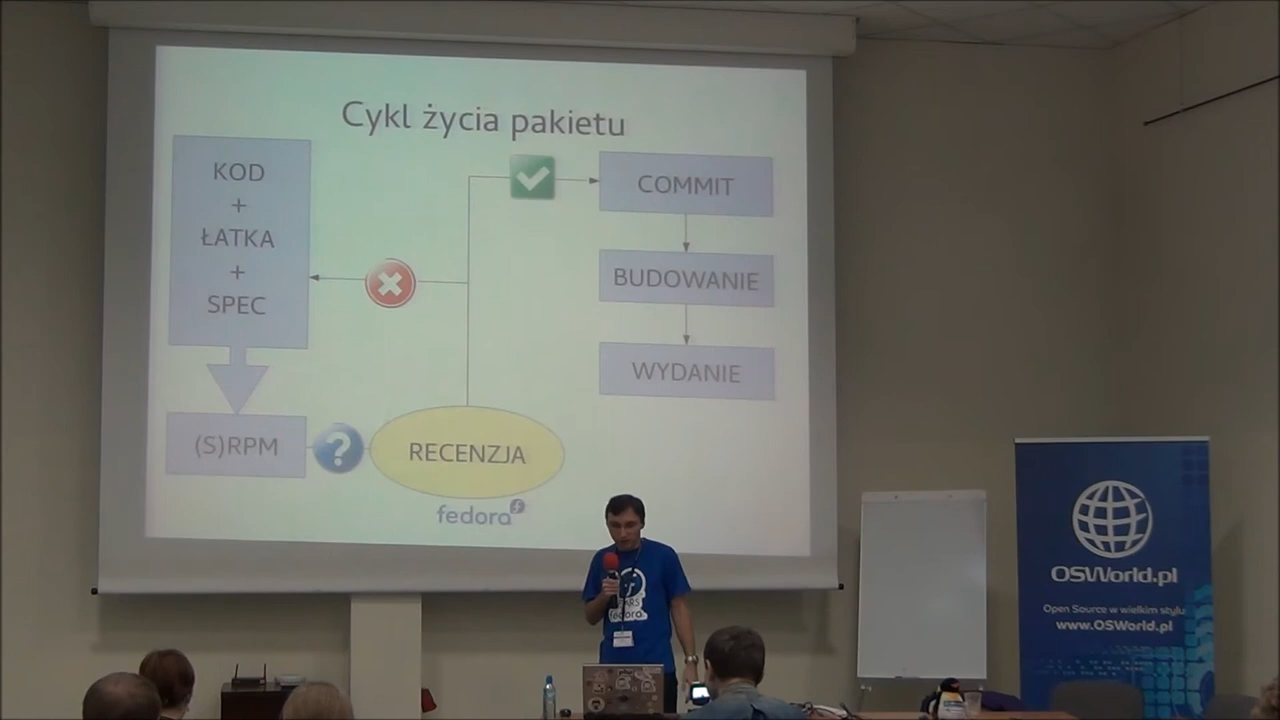 Cykl życia pakietu
KOD
+
ŁATKA
+
SPEC
(S)RPM
?
RECENZJA
fedora
COMMIT
BUDOWANIE
WYDANIE
fedora
OSWorld.pl
Open Source w wielkim stylu
www.OSWorld.pl